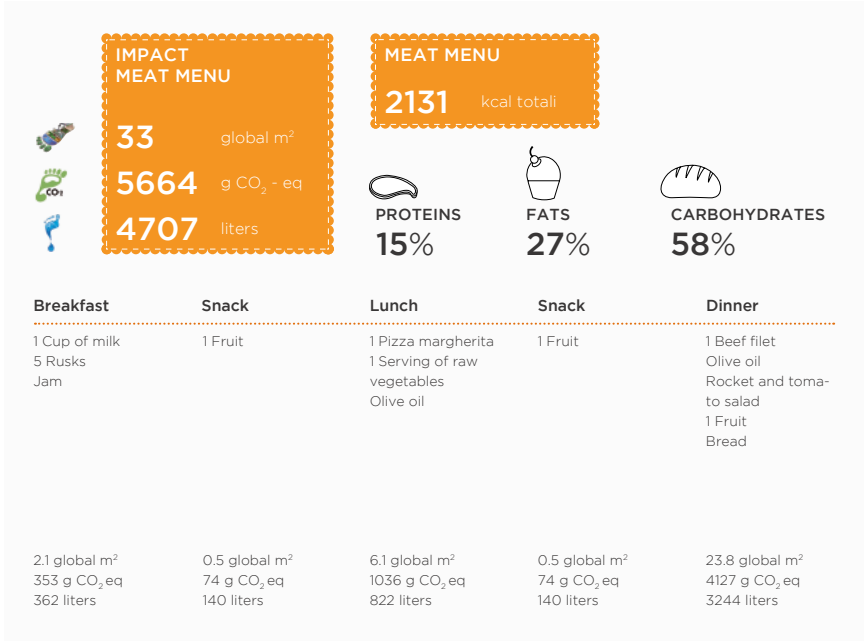 IMPACT
MEAT MENU
33 global m²
5664 g CO₂ - eq
4707 liters
CO₂
MEAT MENU
2131 kcal totali
PROTEINS
15%
FATS
27%
CARBOHYDRATES
58%
Breakfast
1 Cup of milk
5 Rusks
Jam
2.1 global m²
353 g CO₂ eq
362 liters
Snack
1 Fruit
0.5 global m²
74 g CO₂ eq
140 liters
Lunch
1 Pizza margherita
1 Serving of raw
vegetables
Olive oil
6.1 global m²
1036 g CO₂ eq
822 liters
Snack
1 Fruit
0.5 global m²
74 g CO₂ eq
140 liters
Dinner
1 Beef filet
Olive oil
Rocket and toma-
to salad
1 Fruit
Bread
23.8 global m²
4127 g CO₂ eq
3244 liters